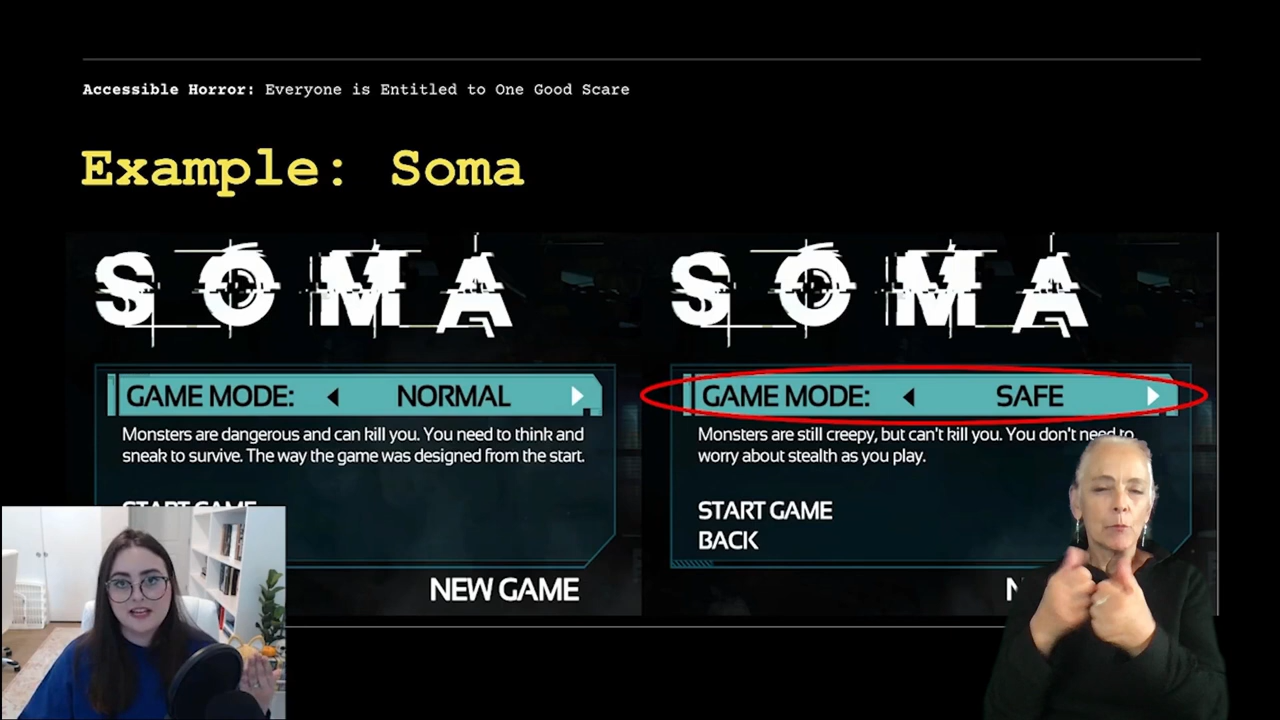 Accessible Horror: Everyone is Entitled to One Good Scare
Example: Soma
SOMA
GAME MODE: NORMAL
Monsters are dangerous and can kill you. You need to think and
sneak to survive. The way the game was designed from the start.
START GAME
NEW GAME
SOMA
GAME MODE: SAFE
Monsters are still creepy, but can't kill you. You don't need to
worry about stealth as you play.
START GAME
BACK